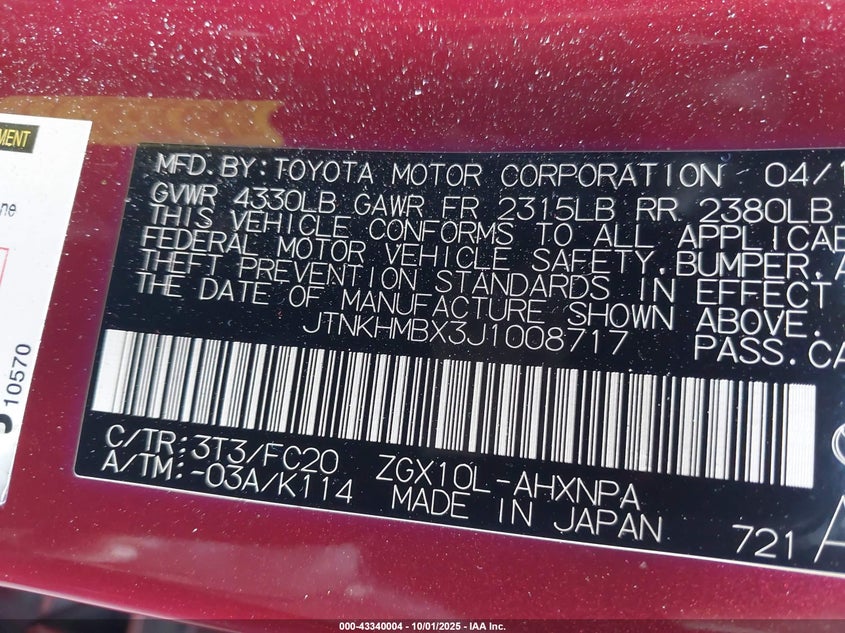 MENT
ne
10570
MFD.BY:TOYOTA MOTOR CORPORATION 04/1
GVWR 4330LB GAWR FR 2315LB RR 2380LB
THIS VEHICLE CONFORMS TO ALL APPLICAB
FEDERAL MOTOR VEHICLE SAFETY.BUMPER.A
THEFT PREVENTION STANDARDS IN EFFECT
THE DATE OF MANUFACTURE SHOWN ABOVE.
JTNKHMBX3J1008717 PASS.CA
C/TR:3T3/FC20 ZGX10L-AHXNPA
A/TM:-03A/K114 MADE IN JAPAN 721 A
000-43340004 - 10/01/2025 - IAA Inc.